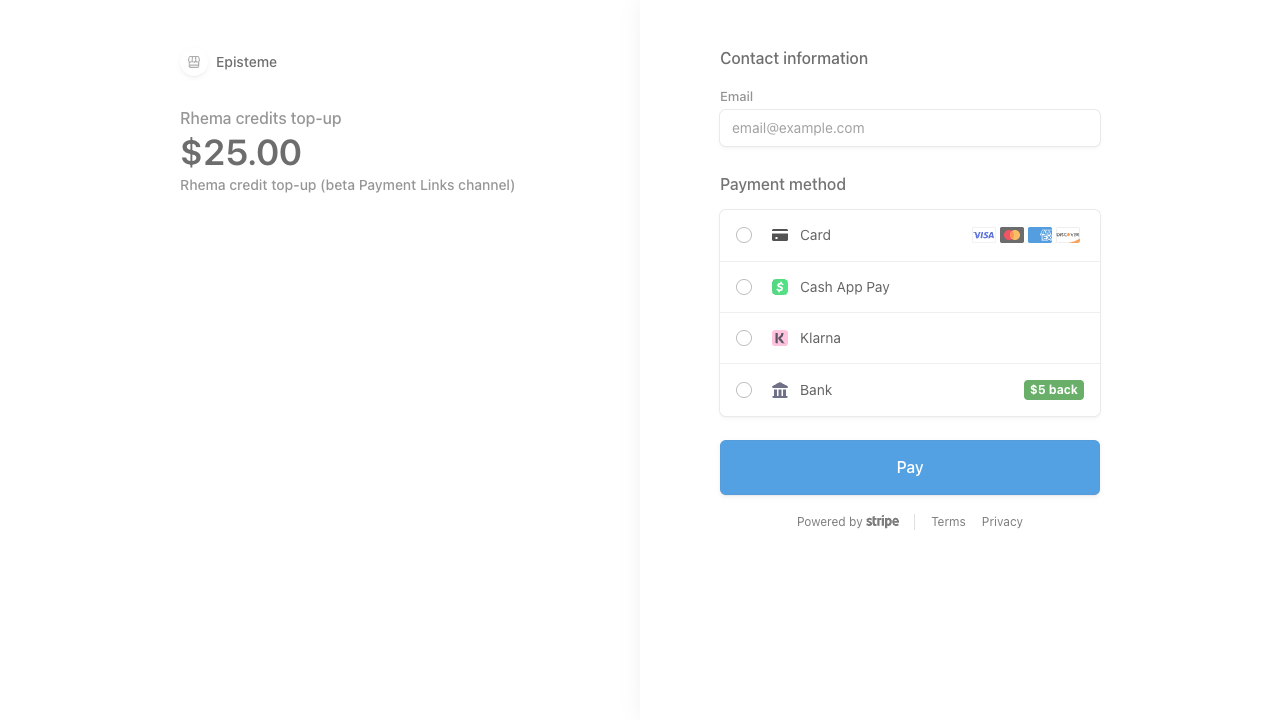 Episteme
Rhema credits top-up
$25.00
Rhema credit top-up (beta Payment Links channel)
Contact information
Email
email@example.com
Payment method
Card VISA
Cash App Pay
Klarna
Bank $5 back
Pay
Powered by stripe Terms Privacy